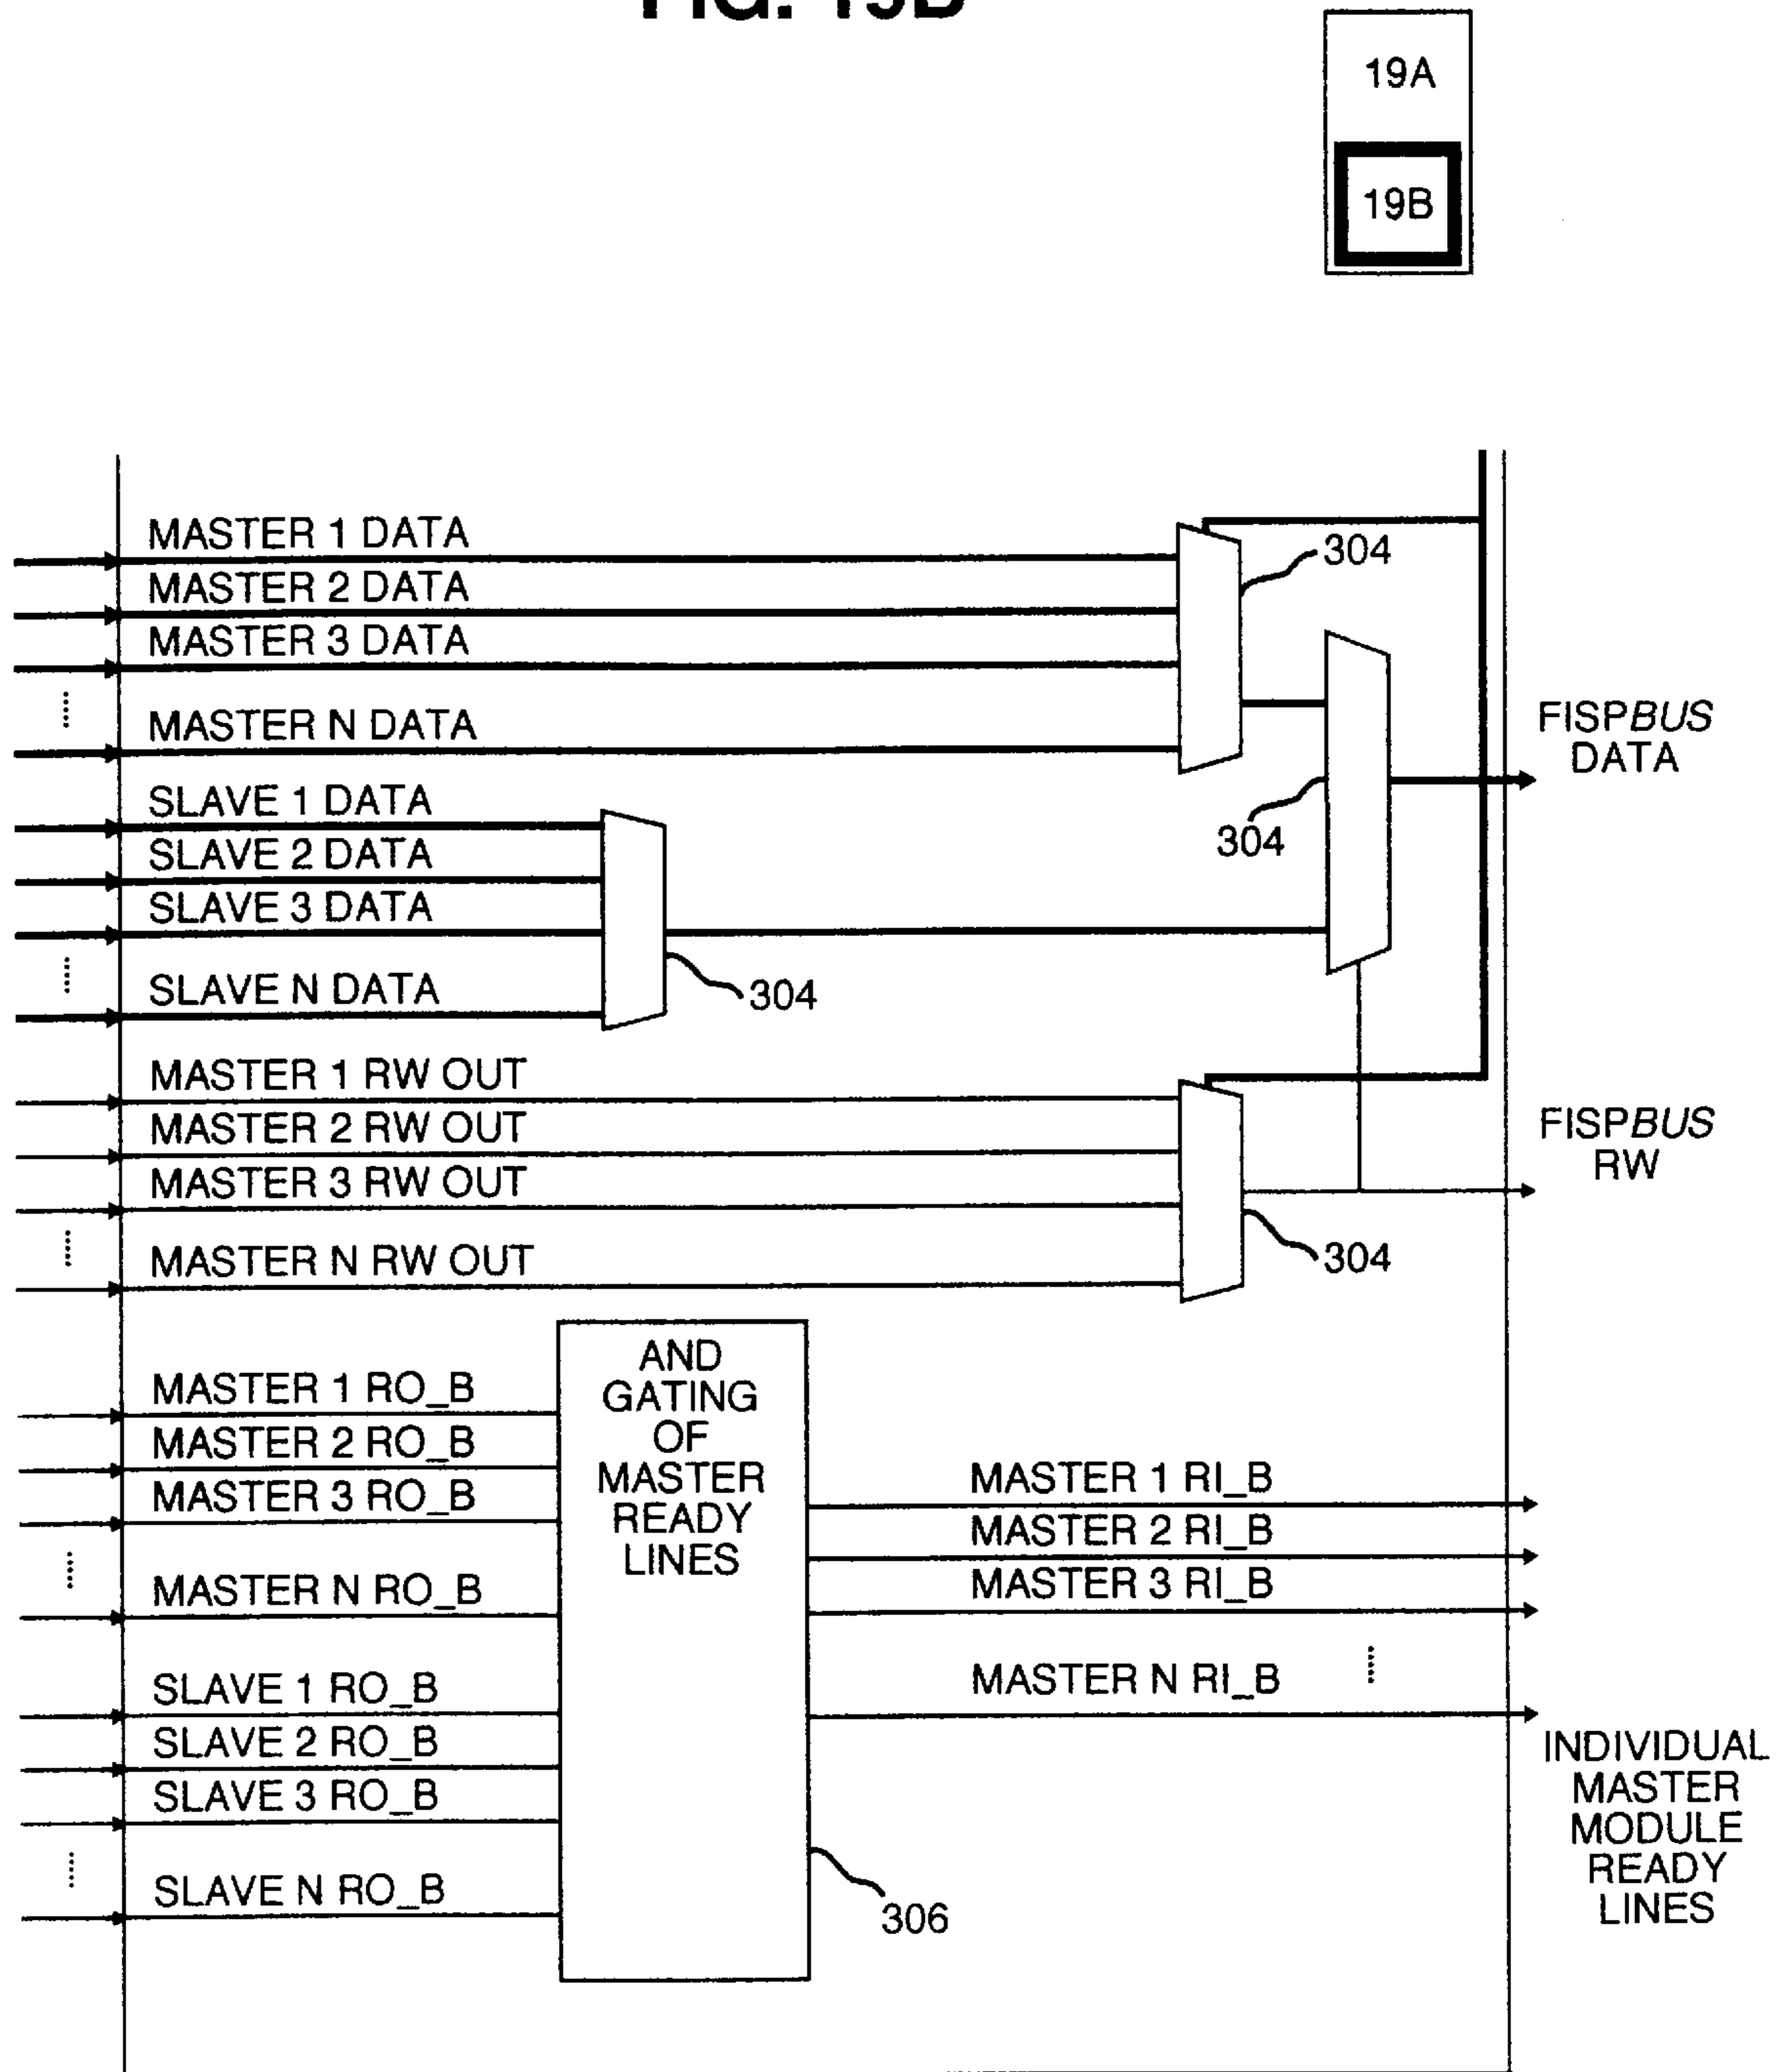 FIG. 19B
19A
19B
MASTER 1 DATA
304
MASTER 2 DATA
MASTER 3 DATA
MASTER N DATA
FISPBUS
DATA
SLAVE 1 DATA
304
SLAVE 2 DATA
SLAVE 3 DATA
SLAVE N DATA
304
MASTER 1 RW OUT
MASTER 2 RW OUT
FISPBUS
RW
MASTER 3 RW OUT
MASTER N RW OUT
304
AND
GATING
OF
MASTER
READY
LINES
MASTER 1 RO_B
MASTER 2 RO_B
MASTER 3 RO_B
MASTER N RO_B
MASTER 1 RI_B
MASTER 2 RI_B
MASTER 3 RI_B
MASTER N RI_B
SLAVE 1 RO_B
SLAVE 2 RO_B
SLAVE 3 RO_B
SLAVE N RO_B
306
INDIVIDUAL
MASTER
MODULE
READY
LINES